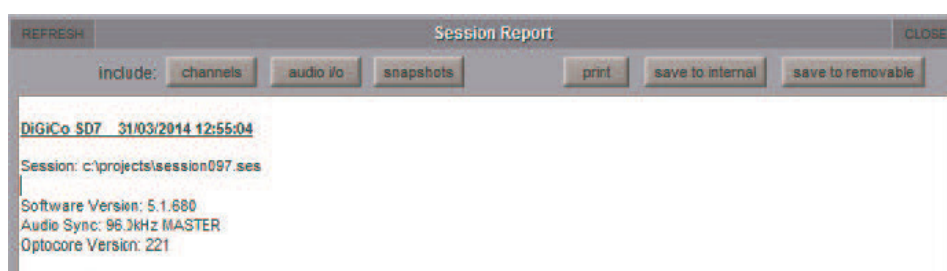 REFRESH Session Report CLOSE
include: channels audio i/o snapshots print save to internal save to removable
DiGiCo SD7 31/03/2014 12:55:04
Session: c:\projects\session097.ses
Software Version: 5.1.680
Audio Sync: 96.0kHz MASTER
Optocore Version: 221